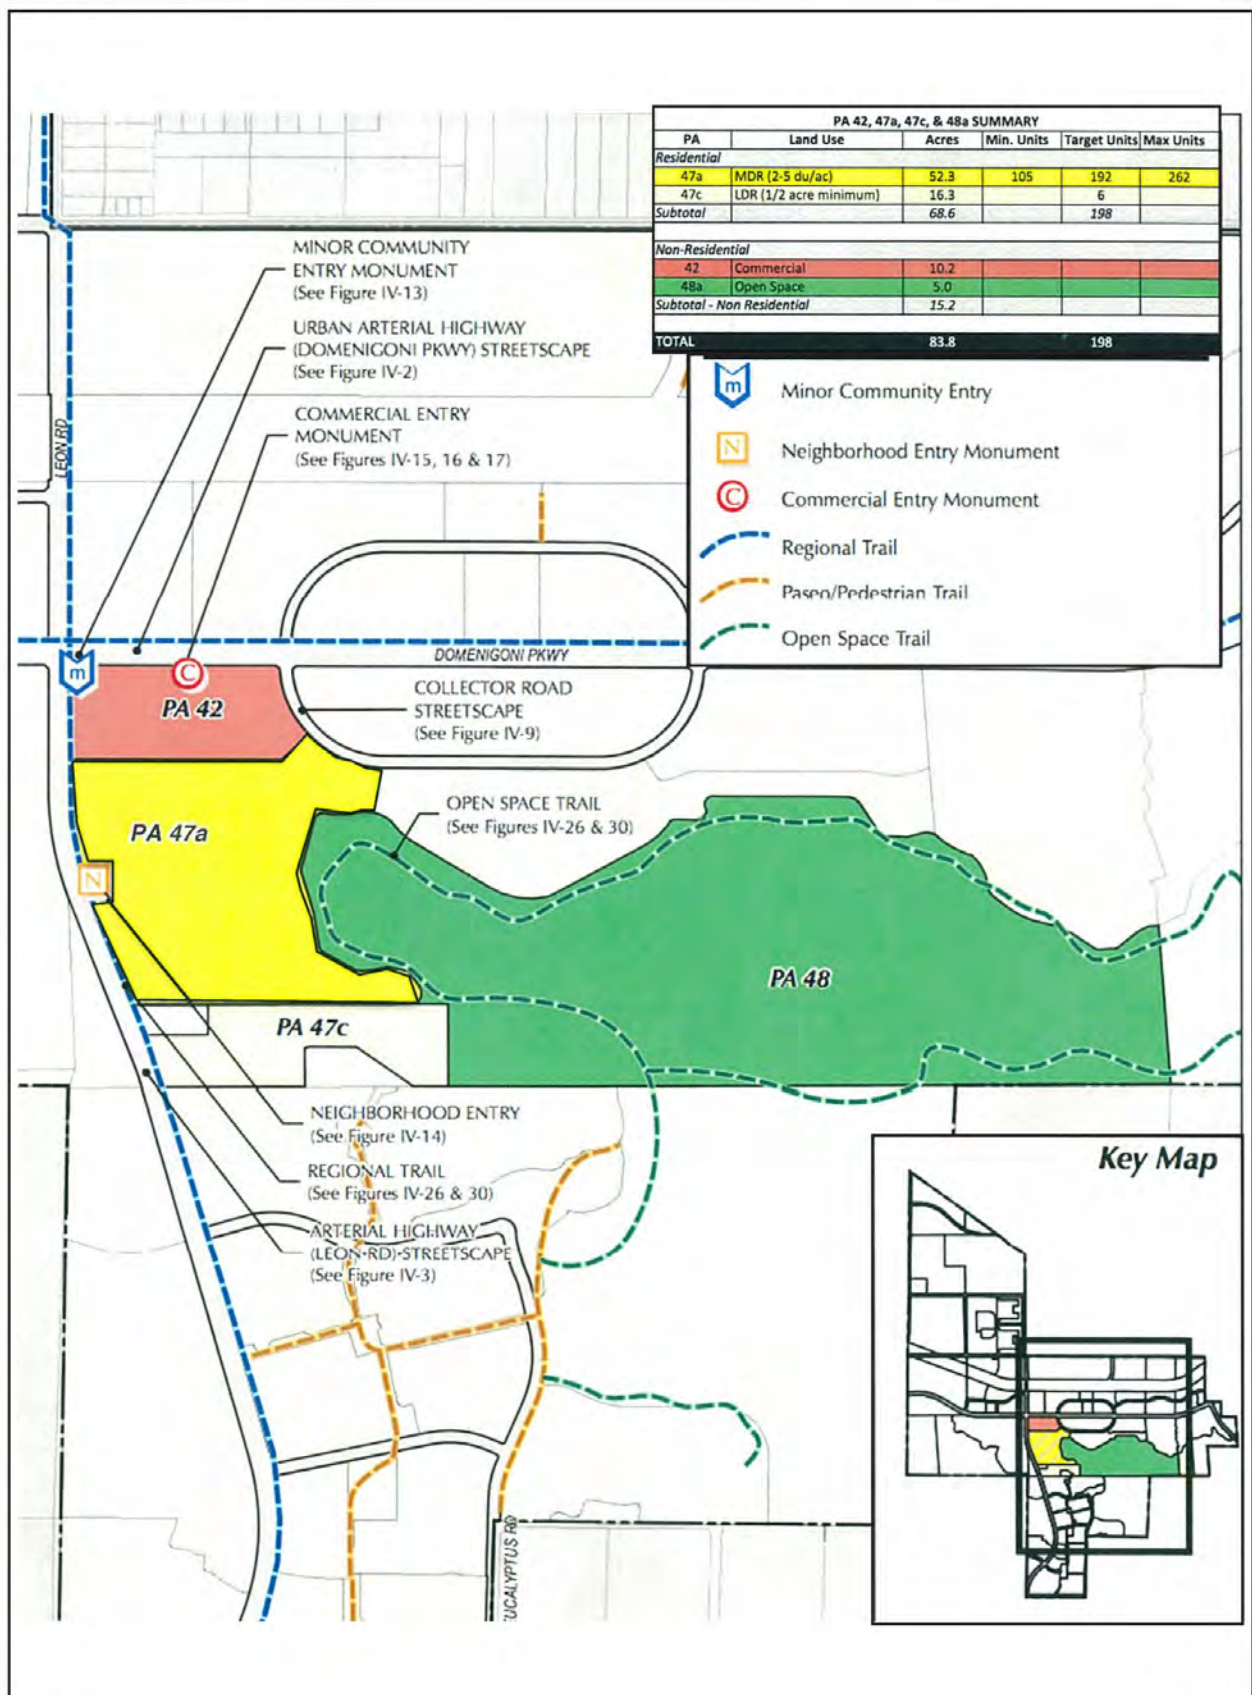 PA 42, 47a, 47c, & 48a SUMMARY
PA Land Use Acres Min. Units Target Units Max Units
Residential
47a MDR (2-5 du/ac) 52.3 105 192 262
47c LDR (1/2 acre minimum) 16.3 6
Subtotal 68.6 198
Non-Residential
42 Commercial 10.2
48a Open Space 5.0
Subtotal - Non Residential 15.2
TOTAL 83.8 198
m Minor Community Entry
N Neighborhood Entry Monument
C Commercial Entry Monument
Regional Trail
Paseo/Pedestrian Trail
Open Space Trail
MINOR COMMUNITY
ENTRY MONUMENT
(See Figure IV-13)
URBAN ARTERIAL HIGHWAY
(DOMENIGONI PKWY) STREETSCAPE
(See Figure IV-2)
COMMERCIAL ENTRY
MONUMENT
(See Figures IV-15, 16 & 17)
LEON RD
DOMENIGONI PKWY
m
C
PA 42
COLLECTOR ROAD
STREETSCAPE
(See Figure IV-9)
OPEN SPACE TRAIL
(See Figures IV-26 & 30)
PA 47a
N
PA 48
PA 47c
NEIGHBORHOOD ENTRY
(See Figure IV-14)
REGIONAL TRAIL
(See Figures IV-26 & 30)
ARTERIAL HIGHWAY
(LEON RD) STREETSCAPE
(See Figure IV-3)
EUCALYPTUS RD
Key Map